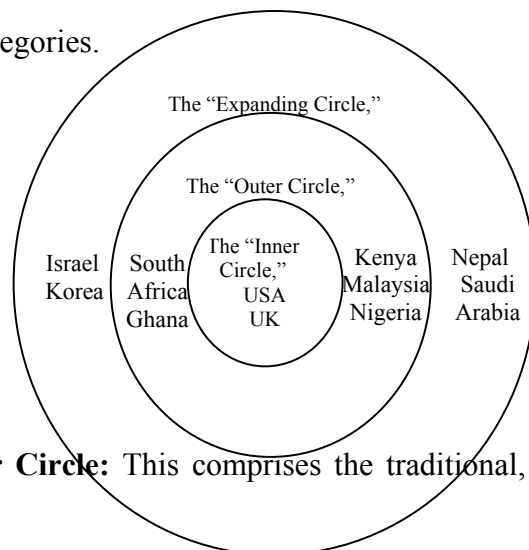 egories.
The “Expanding Circle,”
The “Outer Circle,”
The “Inner
Circle,”
USA
UK
Israel
Korea
South
Africa
Ghana
Kenya
Malaysia
Nigeria
Nepal
Saudi
Arabia
r Circle: This comprises the traditional,